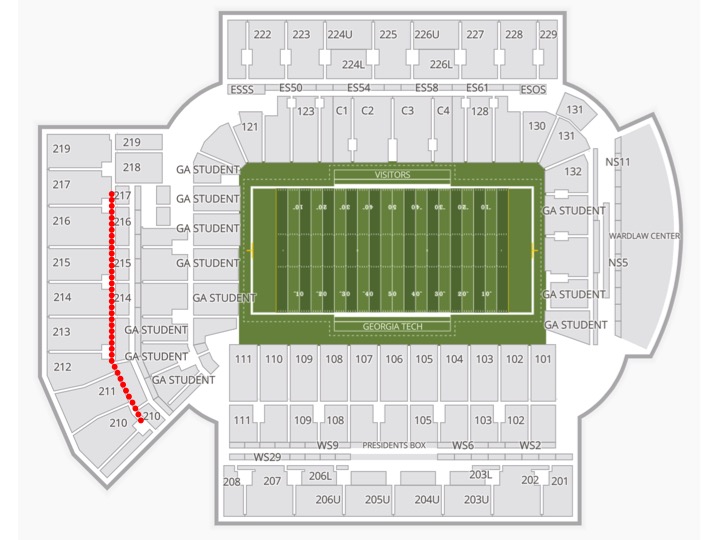 222 223 224U 225 226U 227 228 229
224L 226L
ESSS ES50 ES54 ES58 ES61 ESOS
121 123 C1 C2 C3 C4 128 130 131
131
219 219
218
217
217
216
216
215
215
214
214
213
212
211
210
210
GA STUDENT
GA STUDENT
GA STUDENT
GA STUDENT
GA STUDENT
GA STUDENT
GA STUDENT
GA STUDENT
VISITORS
10 20 30 40 50 40 30 20 10
10 20 30 40 50 40 30 20 10
GEORGIA TECH
132
GA STUDENT
GA STUDENT
GA STUDENT
NS11
WARDLAW CENTER
NS5
111 110 109 108 107 106 105 104 103 102 101
111 109 108 105 103 102
WS9 PRESIDENTS BOX WS6 WS2
WS29
208 207 206L 203L 202 201
206U 205U 204U 203U